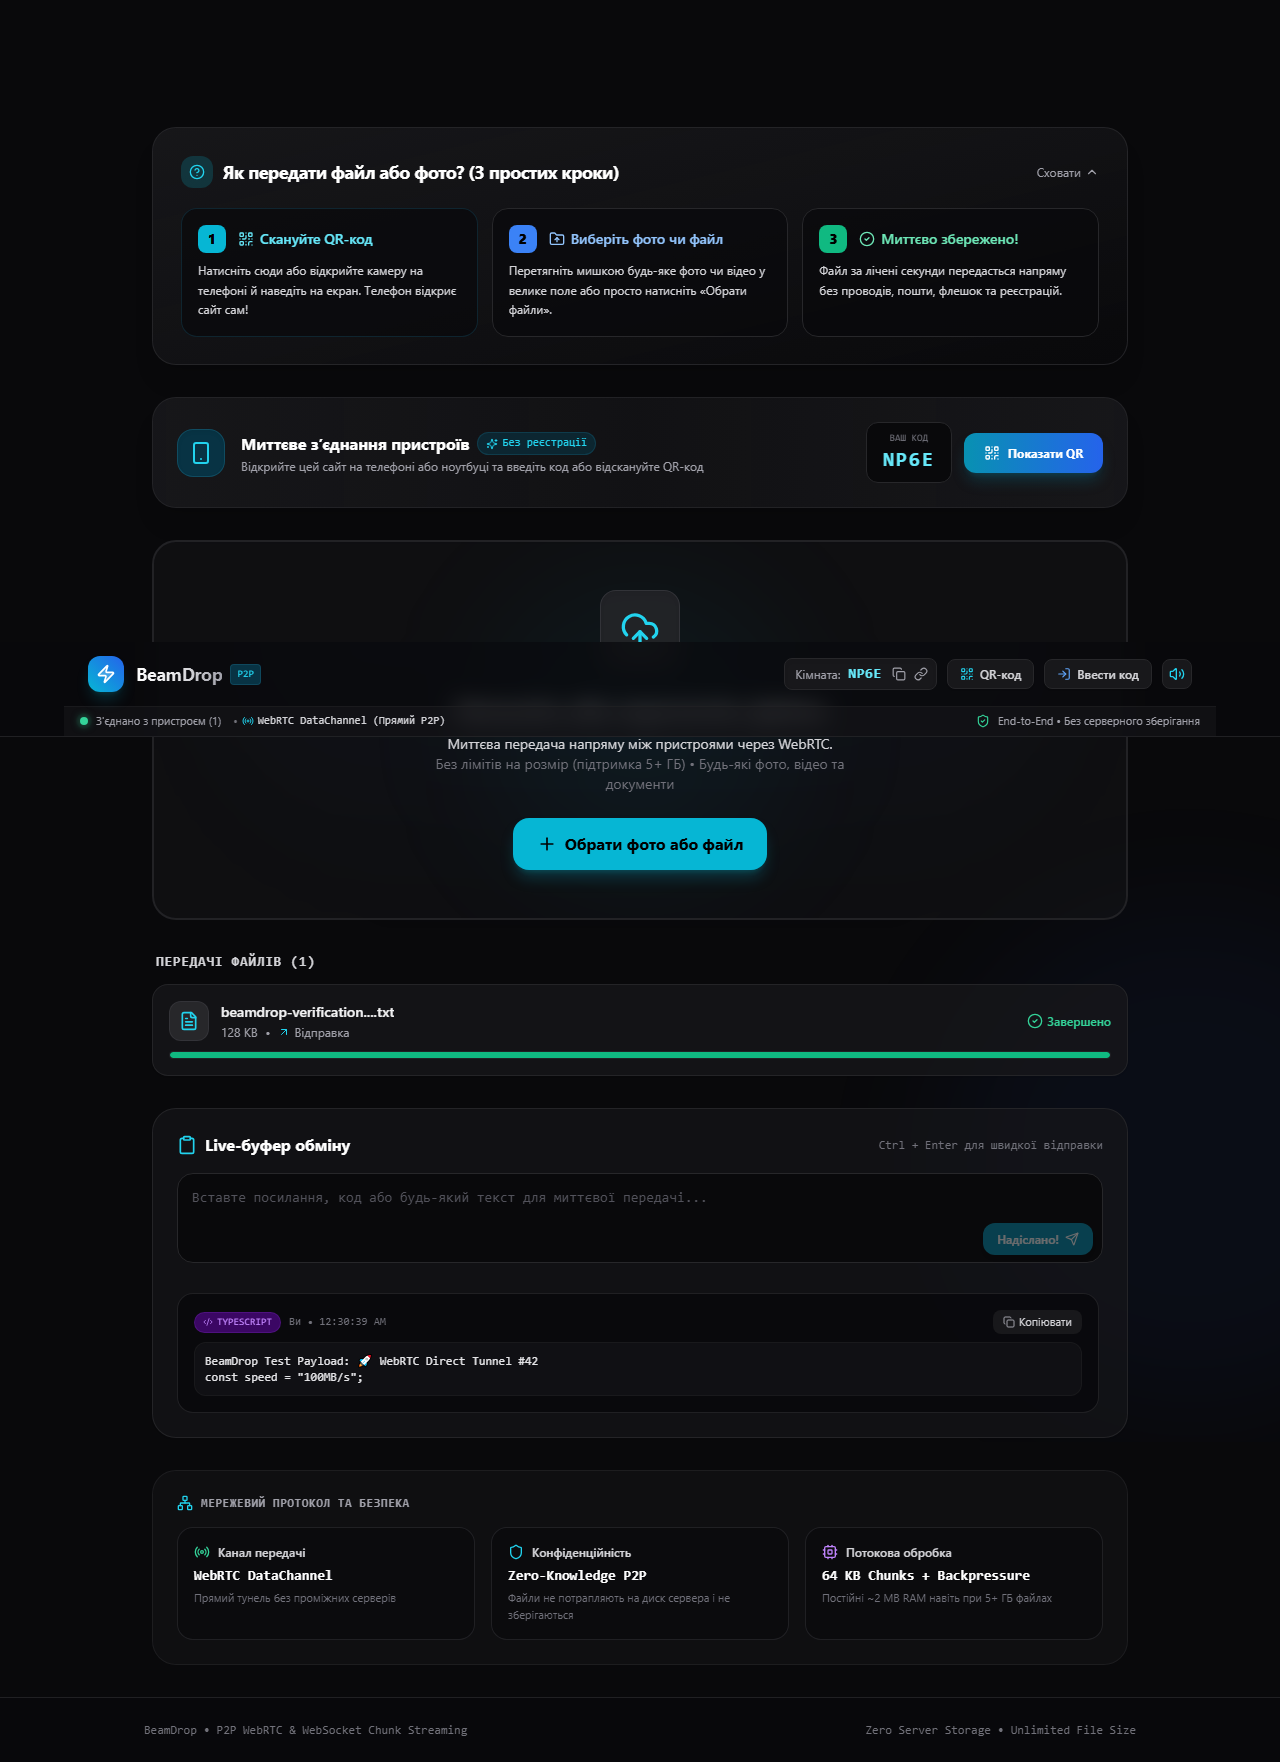 Як передати файл або фото? (3 простих кроки)
Сховати
1 Скануйте QR-код
Натисніть сюди або відкрийте камеру на
телефоні й наведіть на екран. Телефон відкриє
сайт сам!
2 Виберіть фото чи файл
Перетягніть мишкою будь-яке фото чи відео у
велике поле або просто натисніть «Обрати
файли».
3 Миттєво збережено!
Файл за лічені секунди передасться напряму
без проводів, пошти, флешок та реєстрацій.
Миттєве з’єднання пристроїв
Без реєстрації
Відкрийте цей сайт на телефоні або ноутбуці та введіть код або відскануйте QR-код
ВАШ КОД
NP6E
Показати QR
BeamDrop P2P
Кімната: NP6E
QR-код
Ввести код
З'єднано з пристроєм (1) • WebRTC DataChannel (Прямий P2P)
End-to-End • Без серверного зберігання
Миттєва передача напряму між пристроями через WebRTC.
Без лімітів на розмір (підтримка 5+ ГБ) • Будь-які фото, відео та
документи
Обрати фото або файл
ПЕРЕДАЧІ ФАЙЛІВ (1)
beamdrop-verification....txt
128 KB • Відправка
Завершено
Live-буфер обміну
Ctrl + Enter для швидкої відправки
Вставте посилання, код або будь-який текст для миттєвої передачі...
Надіслано!
TYPESCRIPT
Ви • 12:30:39 AM
Копіювати
BeamDrop Test Payload: 🚀 WebRTC Direct Tunnel #42
const speed = "100MB/s";
МЕРЕЖЕВИЙ ПРОТОКОЛ ТА БЕЗПЕКА
Канал передачі
WebRTC DataChannel
Прямий тунель без проміжних серверів
Конфіденційність
Zero-Knowledge P2P
Файли не потрапляють на диск сервера і не
зберігаються
Потокова обробка
64 KB Chunks + Backpressure
Постійні ~2 MB RAM навіть при 5+ ГБ файлах
BeamDrop • P2P WebRTC & WebSocket Chunk Streaming
Zero Server Storage • Unlimited File Size